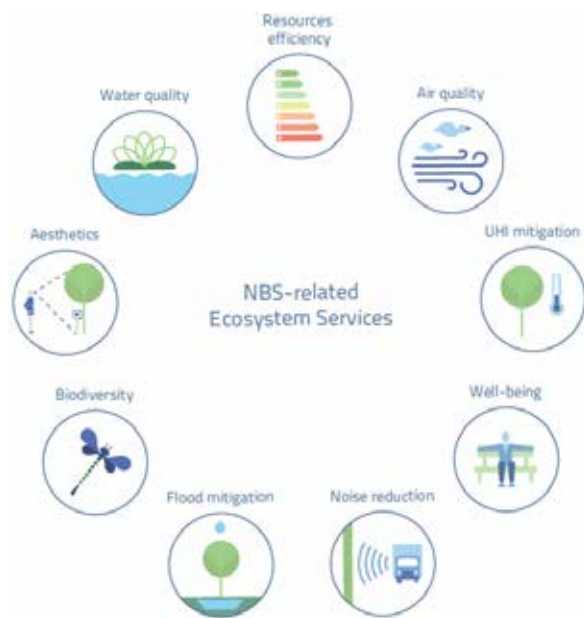 Resources
efficiency
Water quality
Air quality
Aesthetics
UHI mitigation
NBS-related
Ecosystem Services
Biodiversity
Well-being
Flood mitigation
Noise reduction